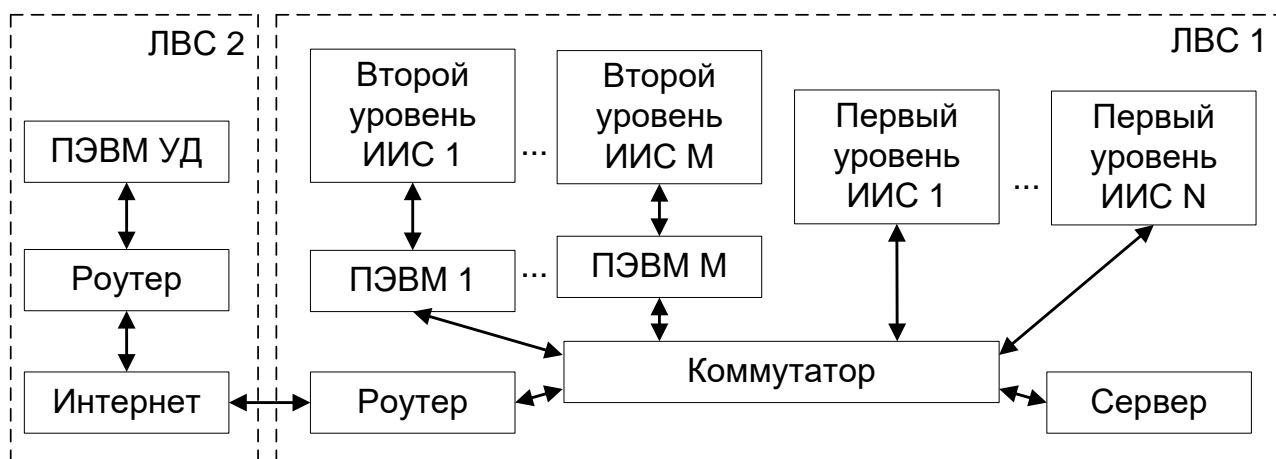 ЛВС 2
ЛВС 1
ПЭВМ УД
Роутер
Интернет
Второй
уровень
ИИС 1
...
Второй
уровень
ИИС М
Первый
уровень
ИИС 1
...
Первый
уровень
ИИС N
ПЭВМ 1
...
ПЭВМ М
Коммутатор
Роутер
Сервер